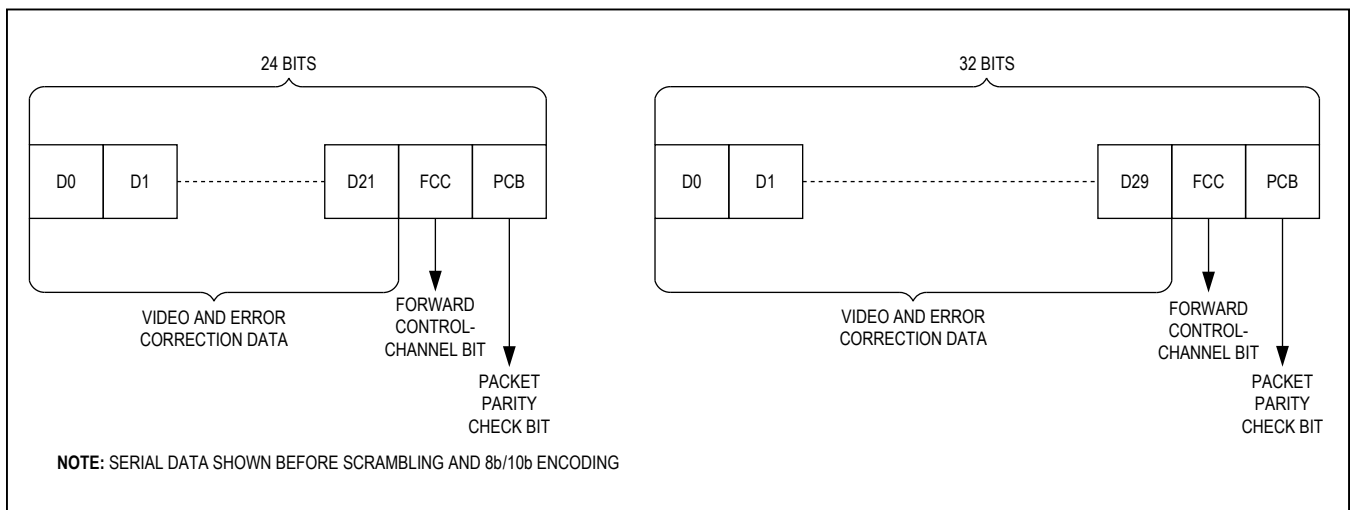 24 BITS
D0 D1 D21 FCC PCB
VIDEO AND ERROR
CORRECTION DATA
FORWARD
CONTROL-
CHANNEL BIT
PACKET
PARITY
CHECK BIT
32 BITS
D0 D1 D29 FCC PCB
VIDEO AND ERROR
CORRECTION DATA
FORWARD
CONTROL-
CHANNEL BIT
PACKET
PARITY
CHECK BIT
NOTE: SERIAL DATA SHOWN BEFORE SCRAMBLING AND 8b/10b ENCODING